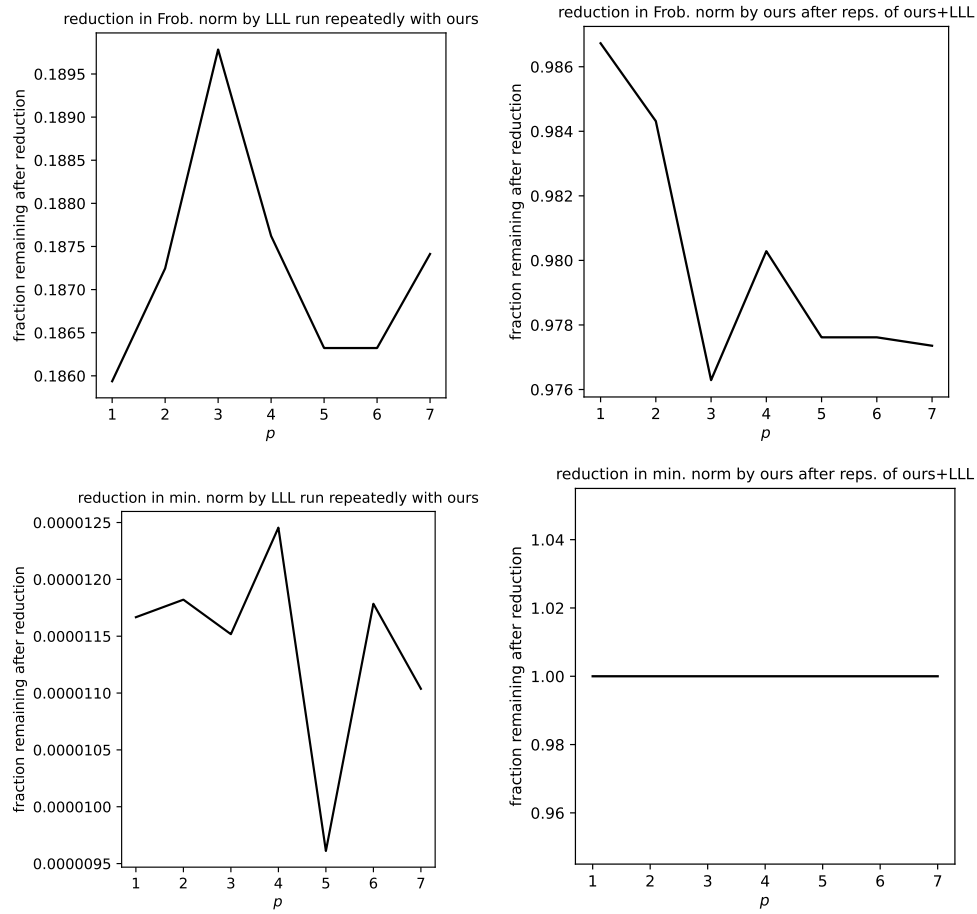 reduction in Frob. norm by LLL run repeatedly with ours
fraction remaining after reduction
0.1895
0.1890
0.1885
0.1880
0.1875
0.1870
0.1865
0.1860
1 2 3 4 5 6 7
p
reduction in Frob. norm by ours after reps. of ours+LLL
fraction remaining after reduction
0.986
0.984
0.982
0.980
0.978
0.976
1 2 3 4 5 6 7
p
reduction in min. norm by LLL run repeatedly with ours
fraction remaining after reduction
0.0000125
0.0000120
0.0000115
0.0000110
0.0000105
0.0000100
0.0000095
1 2 3 4 5 6 7
p
reduction in min. norm by ours after reps. of ours+LLL
fraction remaining after reduction
1.04
1.02
1.00
0.98
0.96
1 2 3 4 5 6 7
p